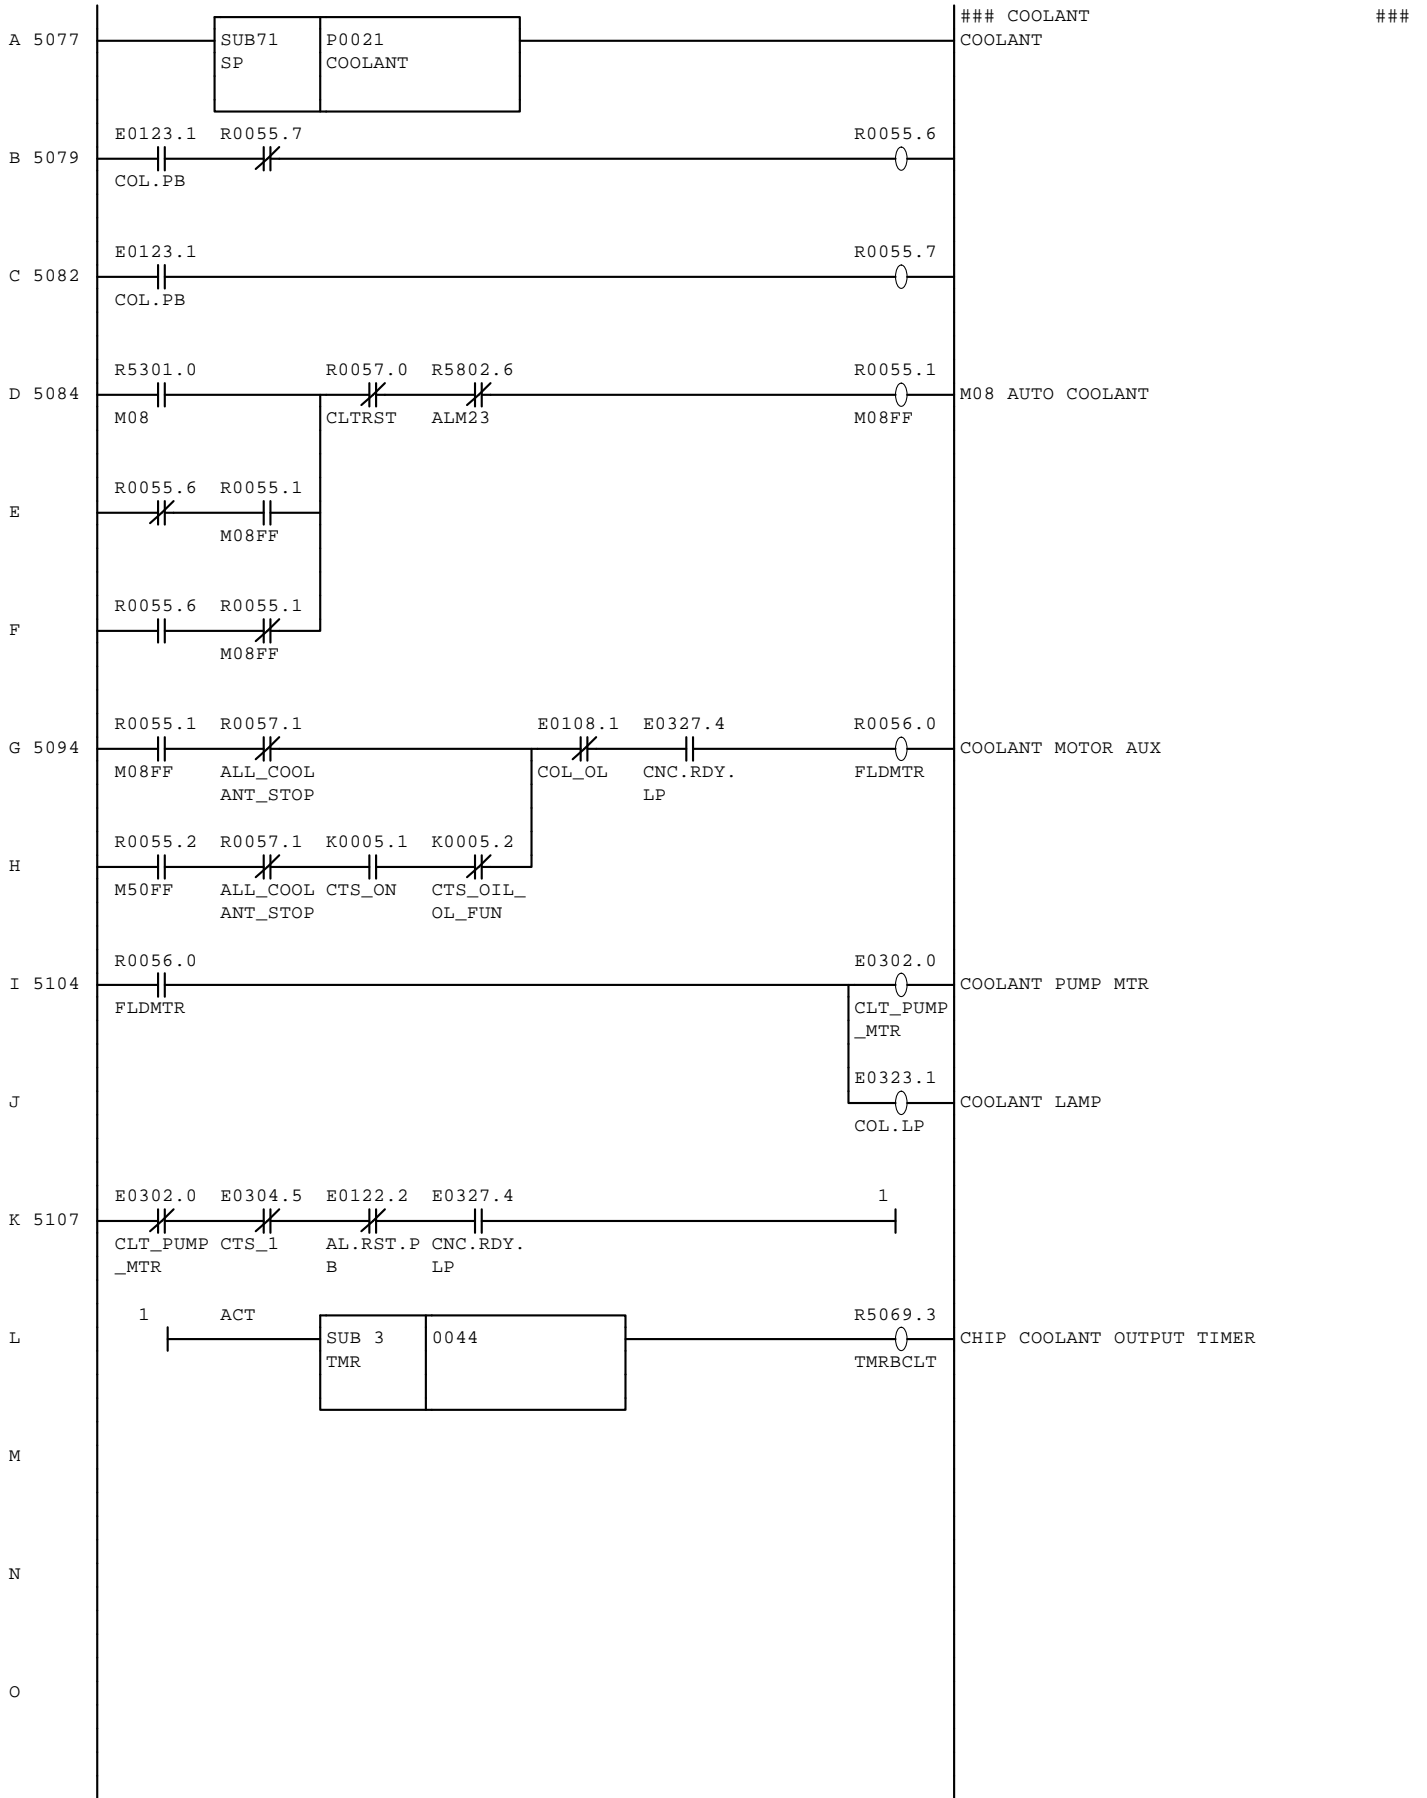 ### COOLANT ###
A 5077 SUB71 P0021 COOLANT
SP COOLANT
E0123.1 R0055.7 R0055.6
B 5079
COL.PB
E0123.1 R0055.7
C 5082
COL.PB
R5301.0 R0057.0 R5802.6 R0055.1
D 5084 M08 AUTO COOLANT
M08 CLTRST ALM23 M08FF
R0055.6 R0055.1
E
M08FF
R0055.6 R0055.1
F
M08FF
R0055.1 R0057.1 E0108.1 E0327.4 R0056.0
G 5094 COOLANT MOTOR AUX
M08FF ALL_COOL COL_OL CNC.RDY. FLDMTR
ANT_STOP LP
R0055.2 R0057.1 K0005.1 K0005.2
H
M50FF ALL_COOL CTS_ON CTS_OIL_
ANT_STOP OL_FUN
R0056.0 E0302.0
I 5104 COOLANT PUMP MTR
FLDMTR CLT_PUMP
_MTR
E0323.1
J COOLANT LAMP
COL.LP
E0302.0 E0304.5 E0122.2 E0327.4 1
K 5107
CLT_PUMP CTS_1 AL.RST.P CNC.RDY.
_MTR B LP
1 ACT R5069.3
L SUB 3 0044 CHIP COOLANT OUTPUT TIMER
TMR TMRBCLT
M
N
O